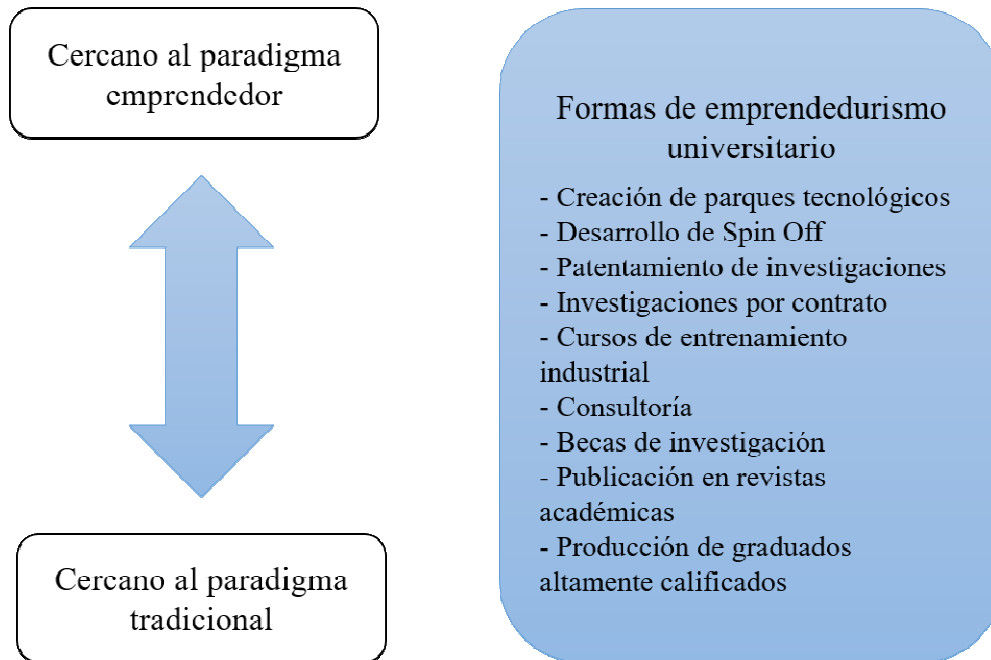 Cercano al paradigma
emprendedor
Formas de emprendedurismo
universitario
- Creación de parques tecnológicos
- Desarrollo de Spin Off
- Patentamiento de investigaciones
- Investigaciones por contrato
- Cursos de entrenamiento
industrial
- Consultoría
- Becas de investigación
- Publicación en revistas
académicas
- Producción de graduados
altamente calificados
Cercano al paradigma
tradicional